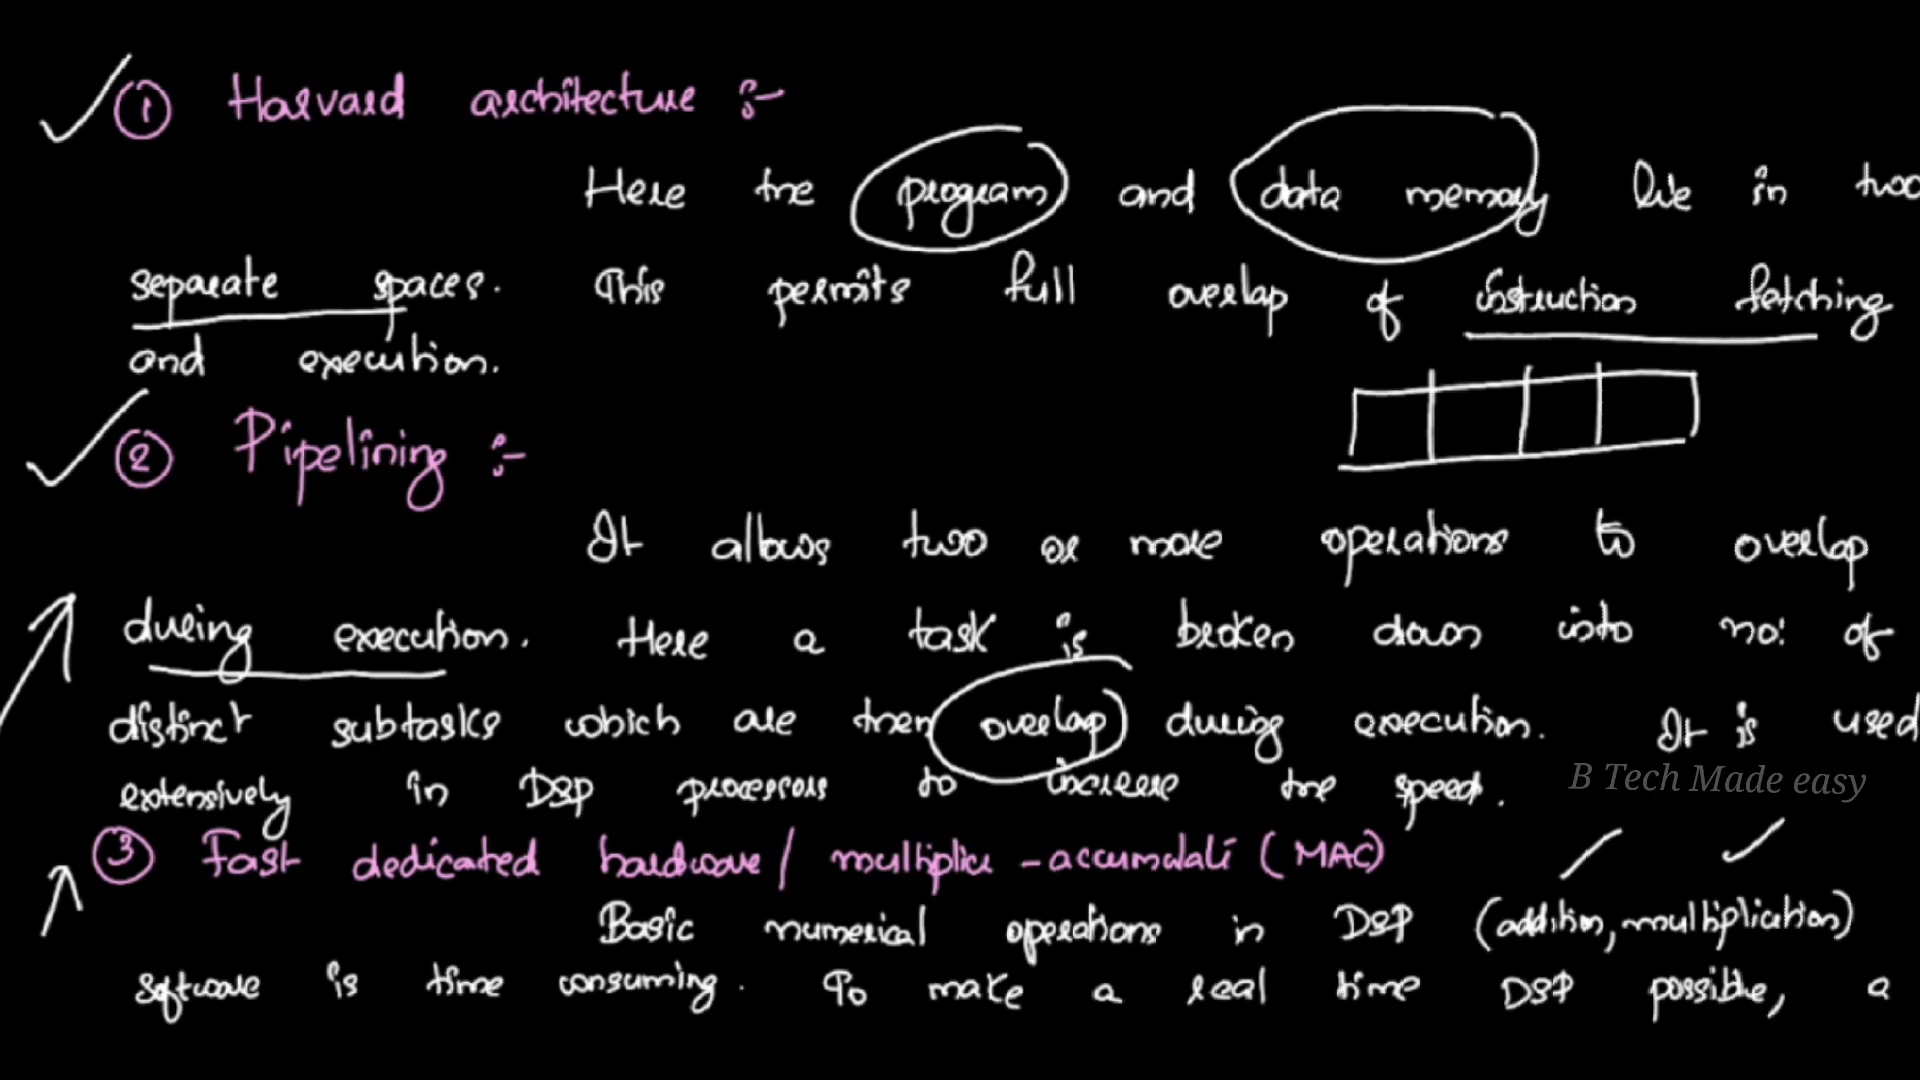 ① Harvard architecture :-
Here the program and data memory lie in two
separate spaces. This permits full overlap of instruction fetching
and execution.
② Pipelining :-
It allows two or more operations to overlap
during execution. Here a task is broken down into no: of
distinct subtasks which are then overlap during execution. It is used
extensively in DSP processors to increase the speed.
B Tech Made easy
③ Fast dedicated hardware / multiplier - accumulati (MAC)
Basic numerical operations in DSP (addition, multiplication)
software is time consuming. To make a real time DSP possible, a